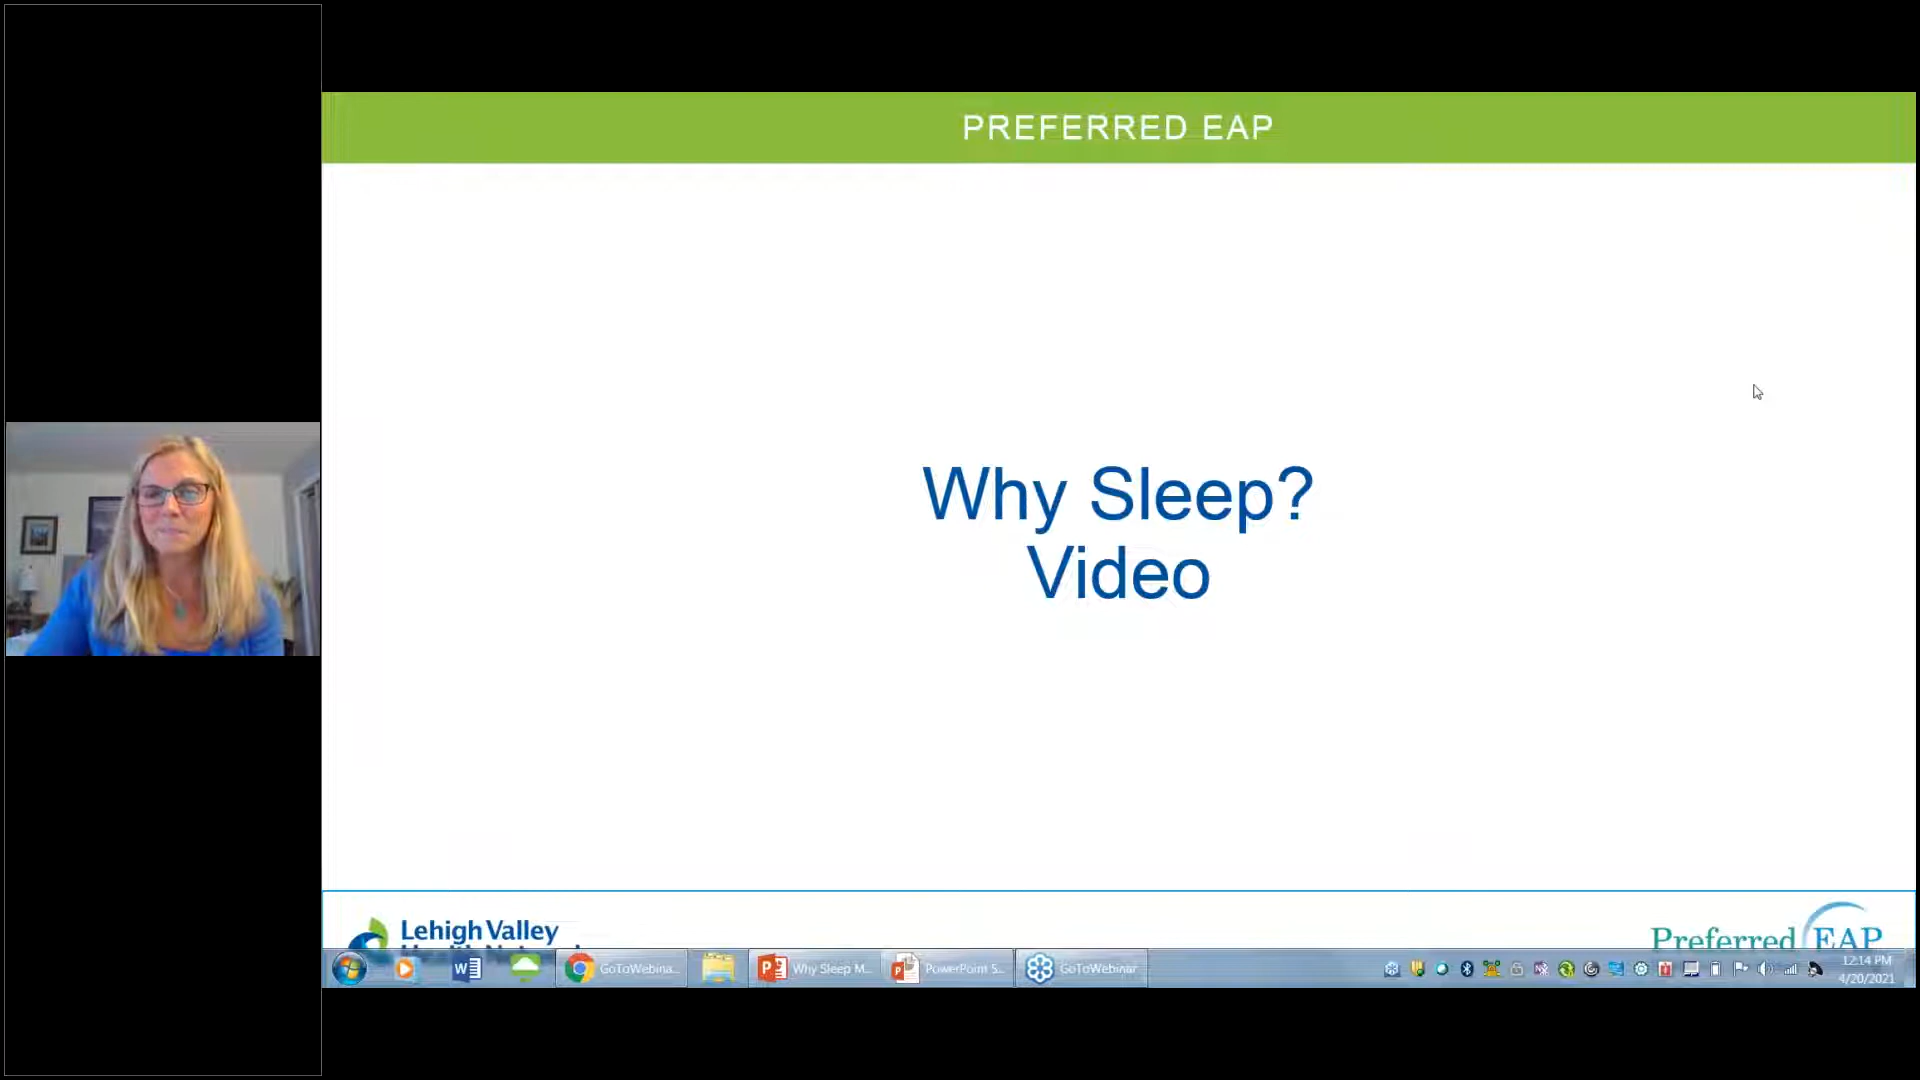 PREFERRED EAP
Why Sleep?
Video
Lehigh Valley
Preferred EAP
GoToWebina...
Why Sleep M...
PowerPoint S...
GoToWebinar
12:14 PM
4/20/2021